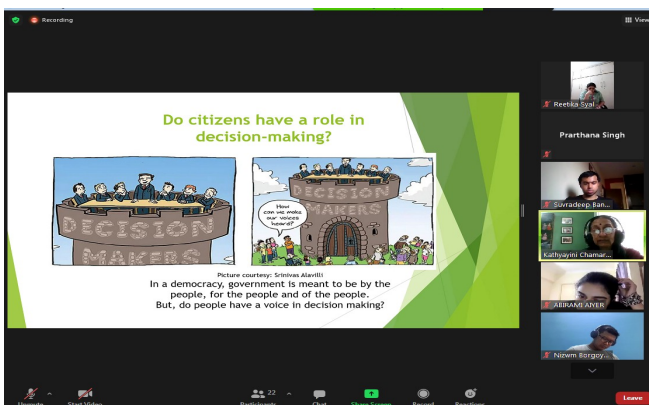 Recording
View
Do citizens have a role in
decision-making?
DECISION
MAKERS
DECISION
MAKERS
How
can we make
our voices
heard?
Picture courtesy: Srinivas Alavilli
In a democracy, government is meant to be by the
people, for the people and of the people.
But, do people have a voice in decision making?
Reetika Syal
Prarthana Singh
Suvradeep Ban...
Kathyayini Chamar...
ABIRAMI AIYER
Nizwm Borgoy...
22
Unmute
Start Video
Participants
Chat
Share Screen
Record
Reactions
Leave